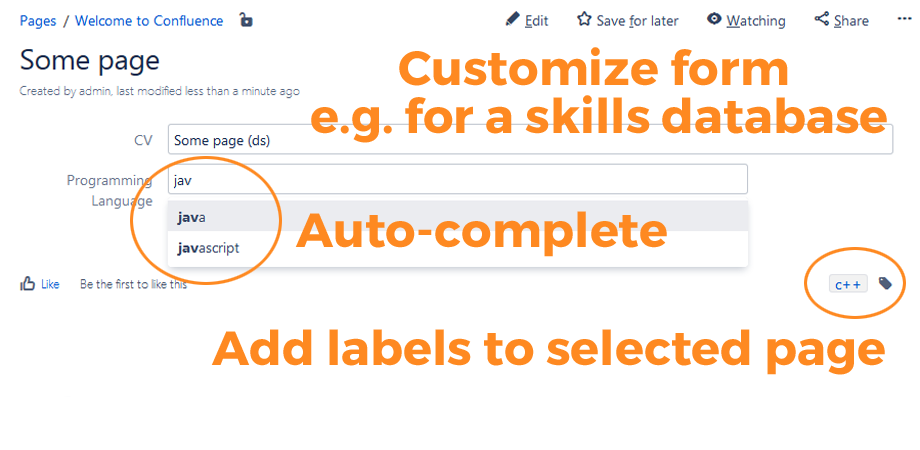 Pages / Welcome to Confluence
Edit Save for later Watching Share ...
Some page
Customize form
Created by admin, last modified less than a minute ago
e.g. for a skills database
CV Some page (ds)
Programming Language jav
java
Auto-complete
javascript
Like Be the first to like this c++
Add labels to selected page